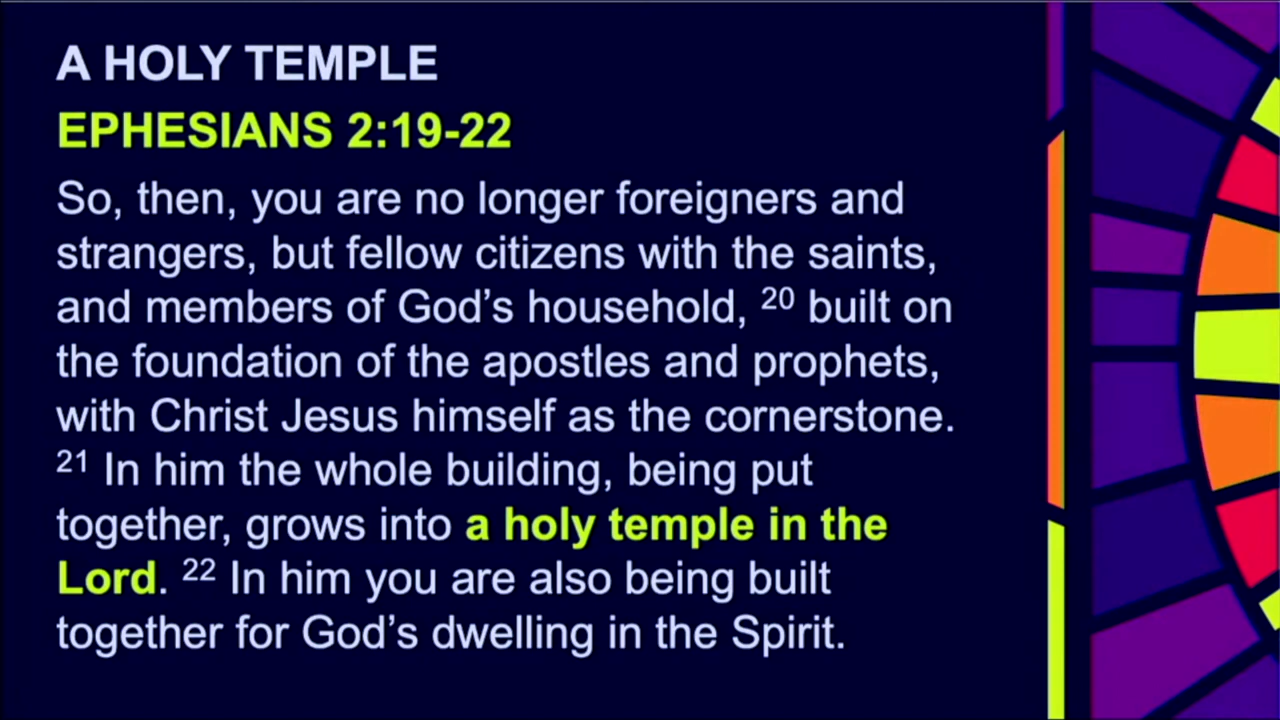 A HOLY TEMPLE
EPHESIANS 2:19-22
So, then, you are no longer foreigners and
strangers, but fellow citizens with the saints,
and members of God’s household, ²⁰ built on
the foundation of the apostles and prophets,
with Christ Jesus himself as the cornerstone.
²¹ In him the whole building, being put
together, grows into a holy temple in the
Lord. ²² In him you are also being built
together for God’s dwelling in the Spirit.